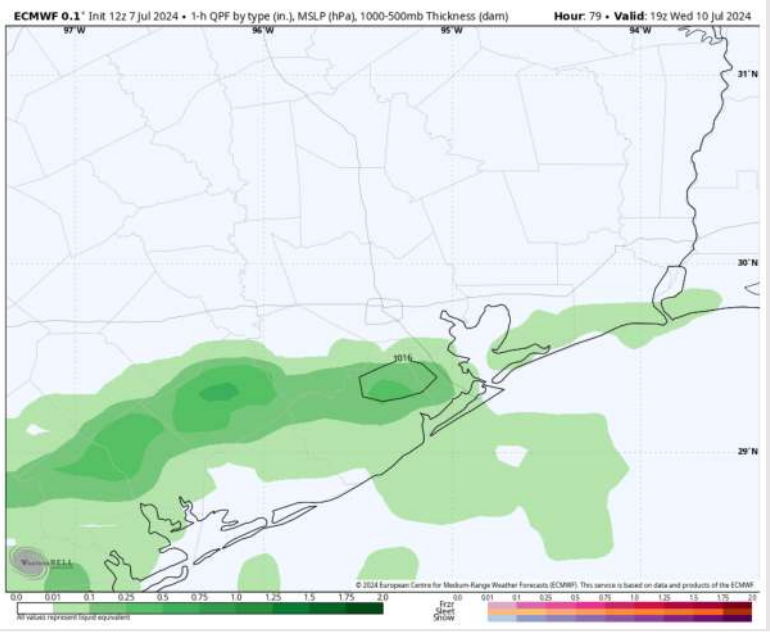 ECMWF 0.1° Init 12z 7 Jul 2024 • 1-h QPF by type (in.), MSLP (hPa), 1000-500mb Thickness (dam) Hour: 79 • Valid: 19z Wed 10 Jul 2024
97°W 96°W 95°W 94°W
31°N
30°N
1016
29°N
WeatherBELL
© 2024 European Centre for Medium-Range Weather Forecasts (ECMWF). This service is based on data and products of the ECMWF
0.0 0.01 0.1 0.25 0.5 0.75 1.0 1.25 1.5 1.75 2.0 0.0 0.01 0.1 0.25 0.5 0.75 1.0 1.25 1.5 1.75 2.0
All values represent liquid equivalent
Frzr
Sleet
Snow